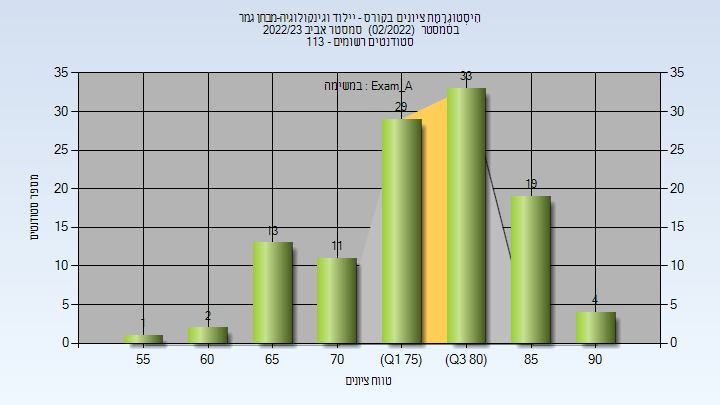 היסטוגרמת ציונים בקורס - יילוד וגינקולוגיה-מבחן גמר
בסמסטר (02/2022) סמסטר אביב 2022/23
סטודנטים רשומים - 113
במשימה : Exam_A
35 35
30 30
25 25
20 20
15 15
10 10
5 5
0 0
1 2 13 11 29 33 19 4
מספר סטודנטים
55 60 65 70 (Q1 75) (Q3 80) 85 90
טווח ציונים